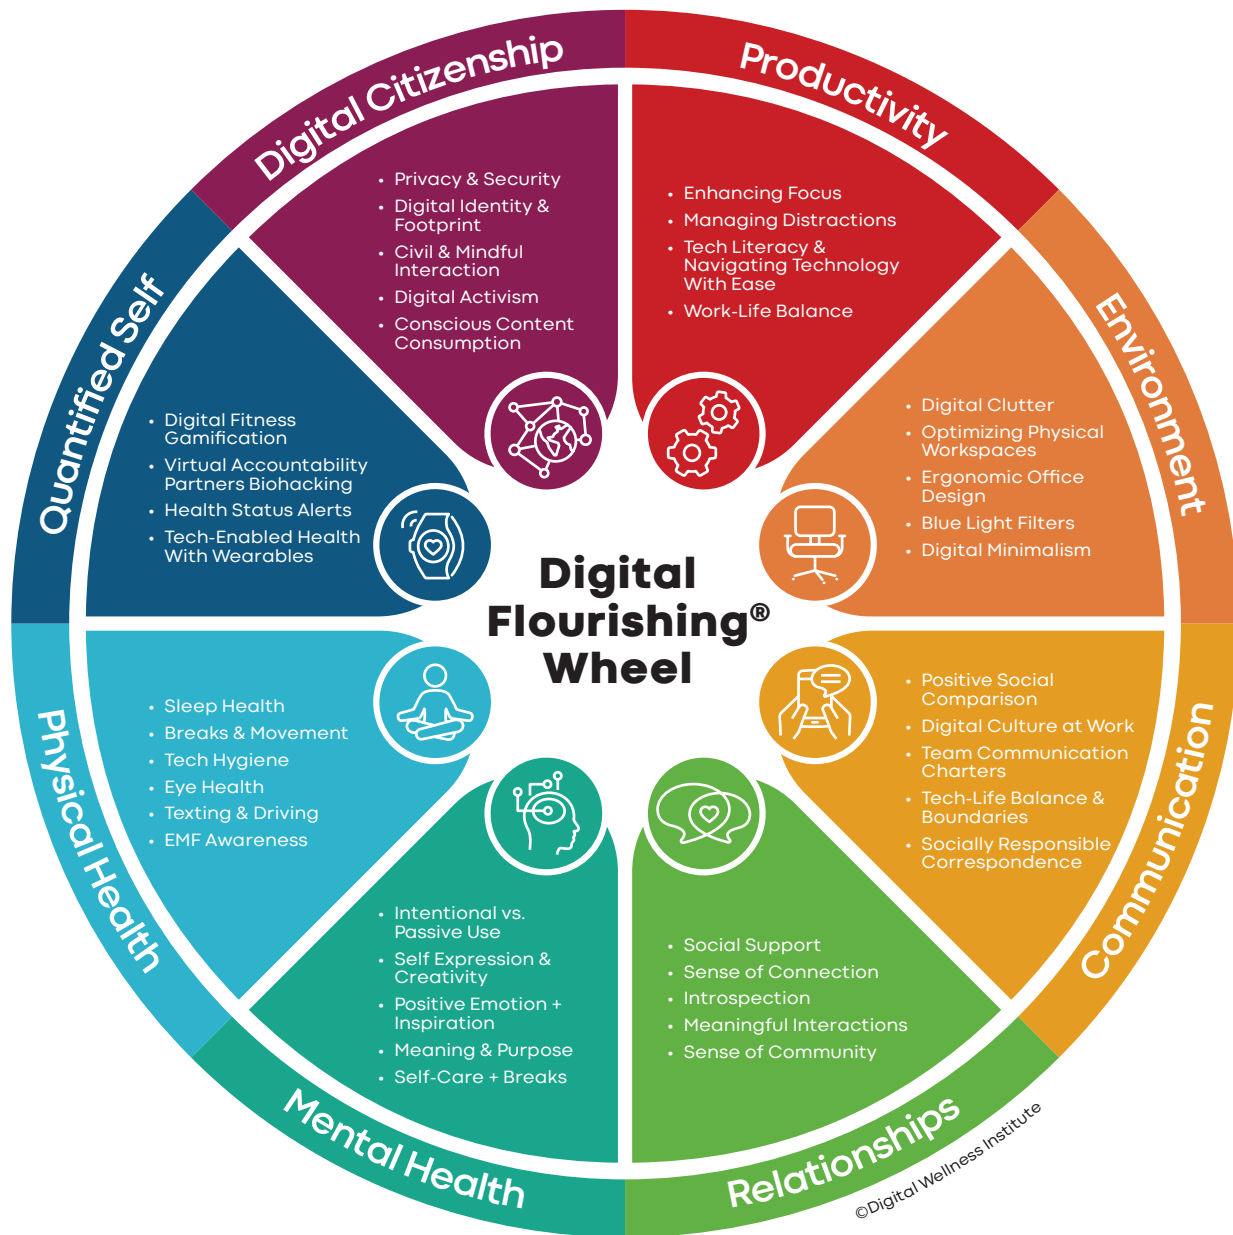 Digital
Flourishing®
Wheel
Productivity
• Enhancing Focus
• Managing Distractions
• Tech Literacy &
Navigating Technology
With Ease
• Work-Life Balance
Environment
• Digital Clutter
• Optimizing Physical
Workspaces
• Ergonomic Office
Design
• Blue Light Filters
• Digital Minimalism
Communication
• Positive Social
Comparison
• Digital Culture at Work
• Team Communication
Charters
• Tech-Life Balance &
Boundaries
• Socially Responsible
Correspondence
Relationships
• Social Support
• Sense of Connection
• Introspection
• Meaningful Interactions
• Sense of Community
Mental Health
• Intentional vs.
Passive Use
• Self Expression &
Creativity
• Positive Emotion +
Inspiration
• Meaning & Purpose
• Self-Care + Breaks
Physical Health
• Sleep Health
• Breaks & Movement
• Tech Hygiene
• Eye Health
• Texting & Driving
• EMF Awareness
Quantified Self
• Digital Fitness
Gamification
• Virtual Accountability
Partners Biohacking
• Health Status Alerts
• Tech-Enabled Health
With Wearables
Digital Citizenship
• Privacy & Security
• Digital Identity &
Footprint
• Civil & Mindful
Interaction
• Digital Activism
• Conscious Content
Consumption
©Digital Wellness Institute